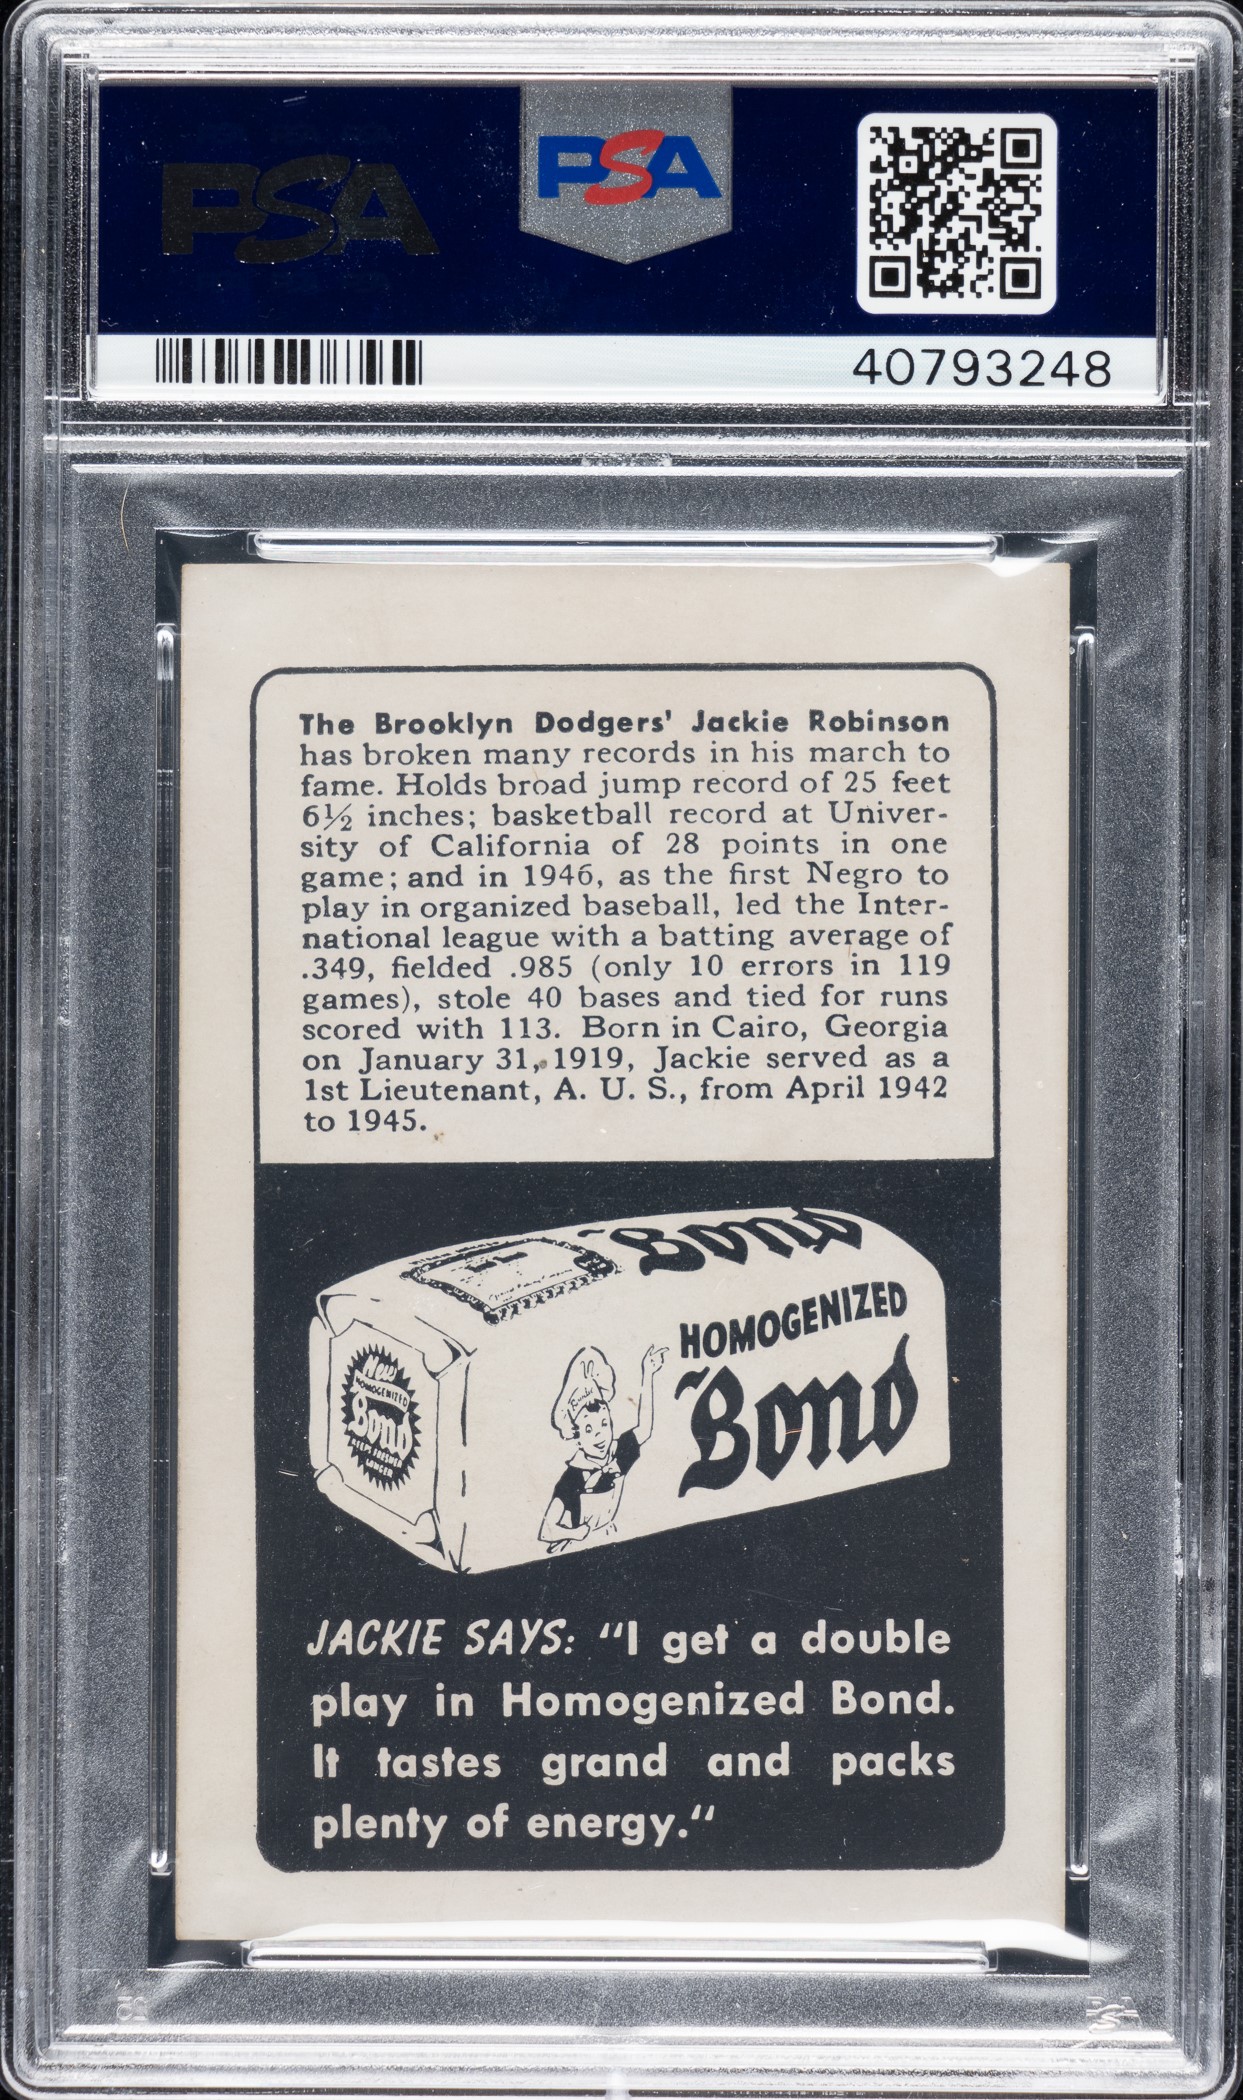 PSA
PSA
40793248
The Brooklyn Dodgers' Jackie Robinson
has broken many records in his march to
fame. Holds broad jump record of 25 feet
6½ inches; basketball record at Univer-
sity of California of 28 points in one
game; and in 1946, as the first Negro to
play in organized baseball, led the Inter-
national league with a batting average of
.349, fielded .985 (only 10 errors in 119
games), stole 40 bases and tied for runs
scored with 113. Born in Cairo, Georgia
on January 31, 1919, Jackie served as a
1st Lieutenant, A. U. S., from April 1942
to 1945.
Bond
HOMOGENIZED
Bond
New
HOMOGENIZED
Bond
KEEPS FRESHER
LONGER
JACKIE SAYS: "I get a double
play in Homogenized Bond.
It tastes grand and packs
plenty of energy."
PSA